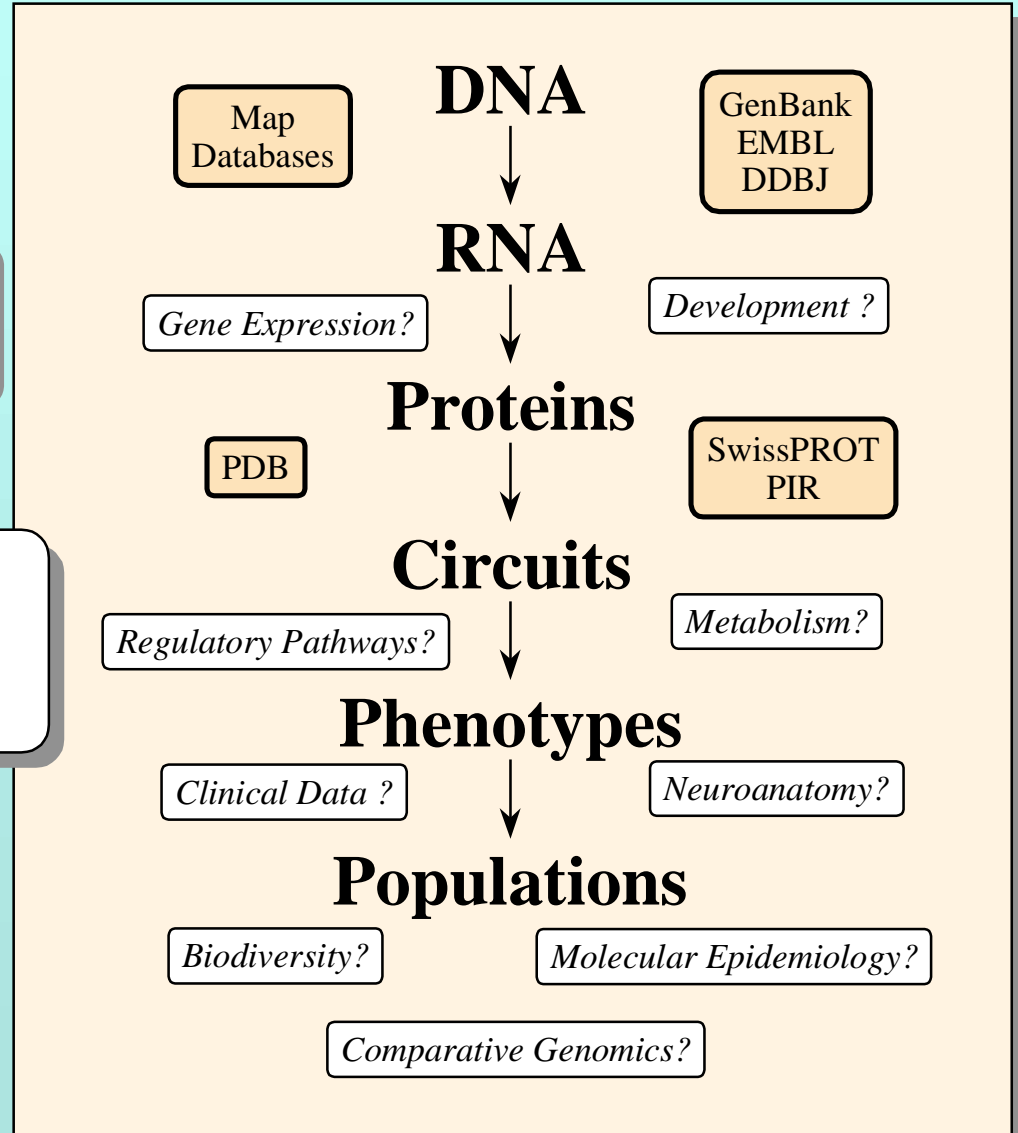 DNA
Map
Databases
GenBank
EMBL
DDBJ
RNA
Gene Expression?
Development ?
Proteins
PDB
SwissPROT
PIR
Circuits
Regulatory Pathways?
Metabolism?
Phenotypes
Clinical Data ?
Neuroanatomy?
Populations
Biodiversity?
Molecular Epidemiology?
Comparative Genomics?